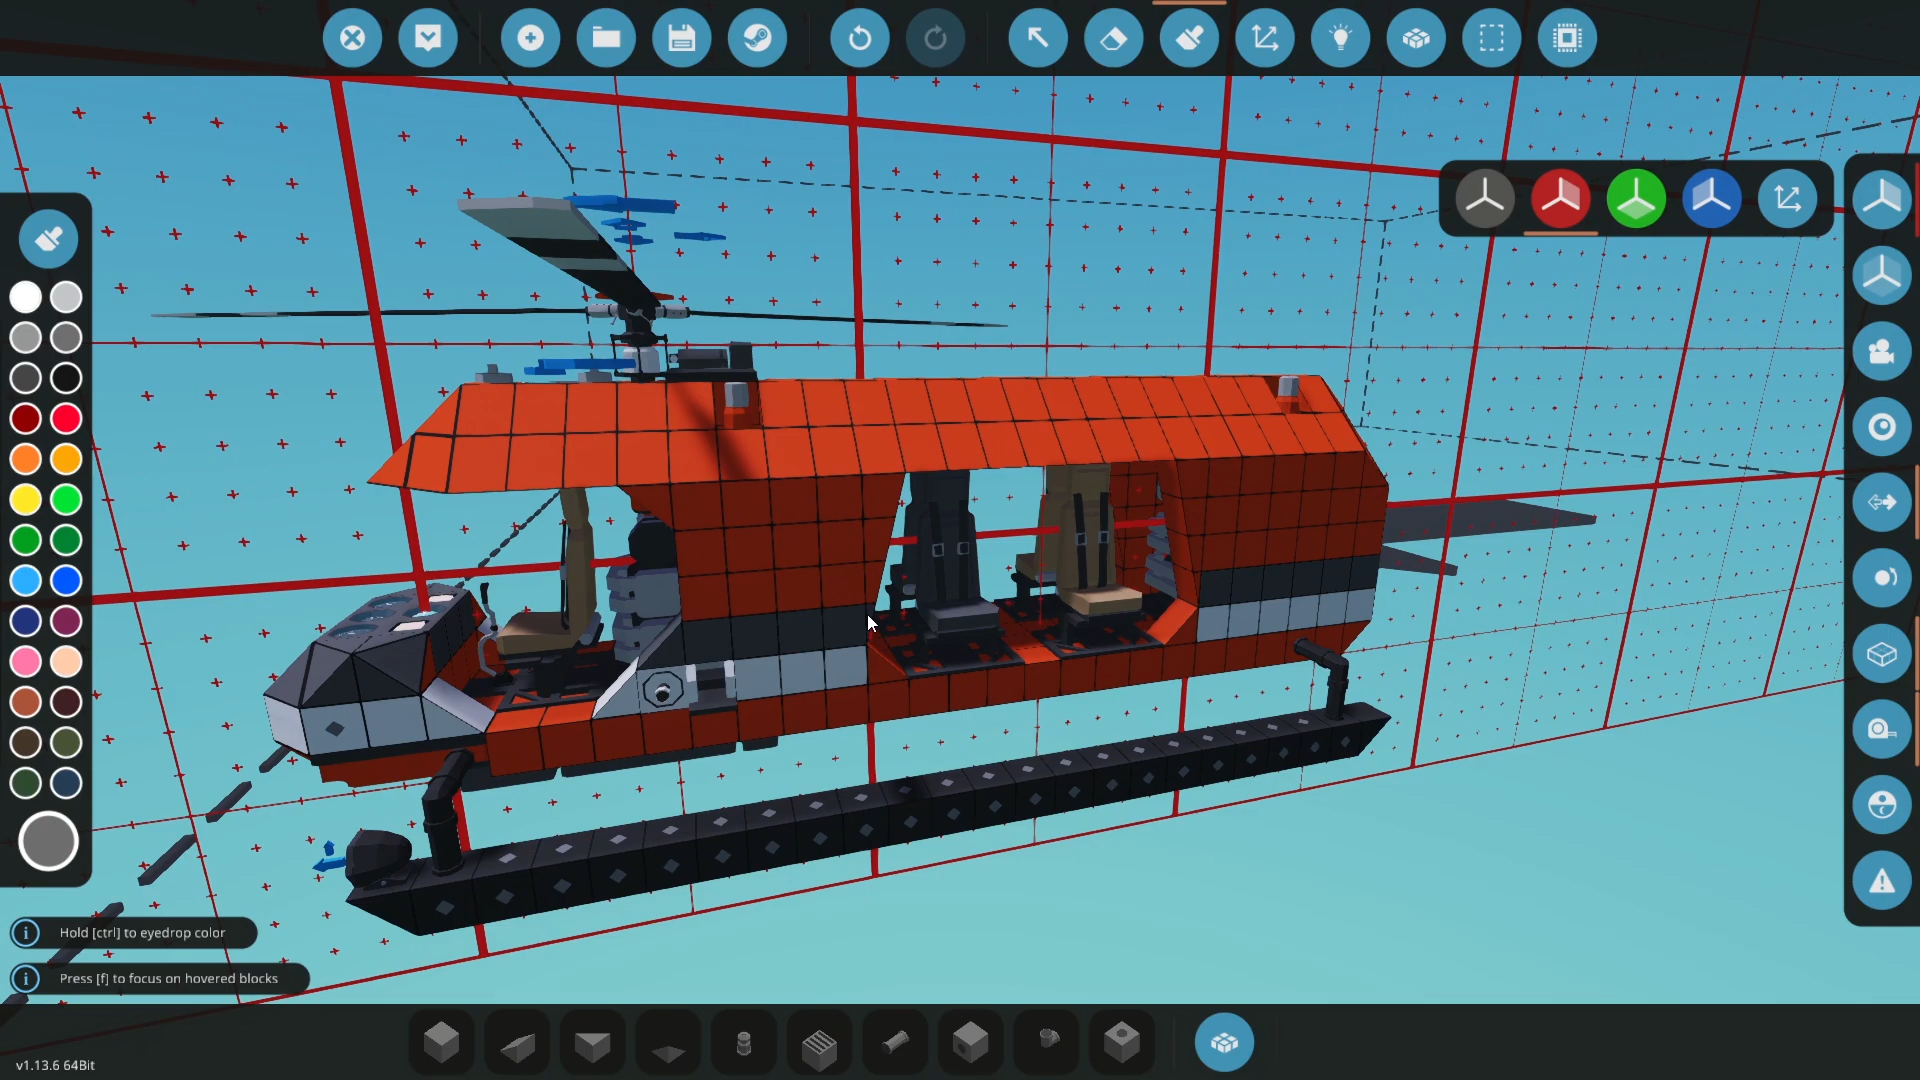 Hold [ctrl] to eyedrop color
Press [f] to focus on hovered blocks
v1.13.6 64Bit